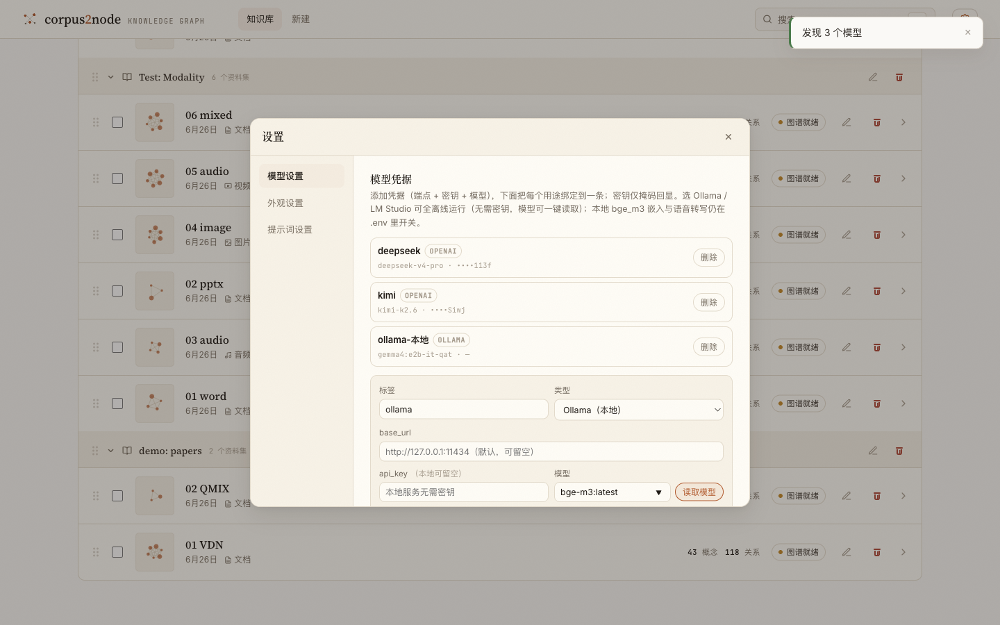 corpus2node KNOWLEDGE GRAPH 知识库 新建
发现 3 个模型
6月26日 文档
Test: Modality 6 个资料集
06 mixed
6月26日 文档
关系 图谱就绪
05 audio
6月26日 视频
关系 图谱就绪
04 image
6月26日 图片
关系 图谱就绪
02 pptx
6月26日 文档
关系 图谱就绪
03 audio
6月26日 音频
关系 图谱就绪
01 word
6月26日 文档
关系 图谱就绪
demo: papers 2 个资料集
02 QMIX
6月26日 文档
关系 图谱就绪
01 VDN
6月26日 文档
43 概念 118 关系 图谱就绪
设置
模型设置
外观设置
提示词设置
模型凭据
添加凭据（端点 + 密钥 + 模型），下面把每个用途绑定到一条；密钥仅掩码回显。选 Ollama /
LM Studio 可全离线运行（无需密钥，模型可一键读取）；本地 bge_m3 嵌入与语音转写仍在
.env 里开关。
deepseek OPENAI
deepseek-v4-pro · ••••113f
删除
kimi OPENAI
kimi-k2.6 · ••••Siwj
删除
ollama-本地 OLLAMA
gemma4:e2b-it-qat · —
删除
标签 类型
ollama Ollama（本地）
base_url
http://127.0.0.1:11434（默认，可留空）
api_key （本地可留空） 模型
本地服务无需密钥 bge-m3:latest 读取模型